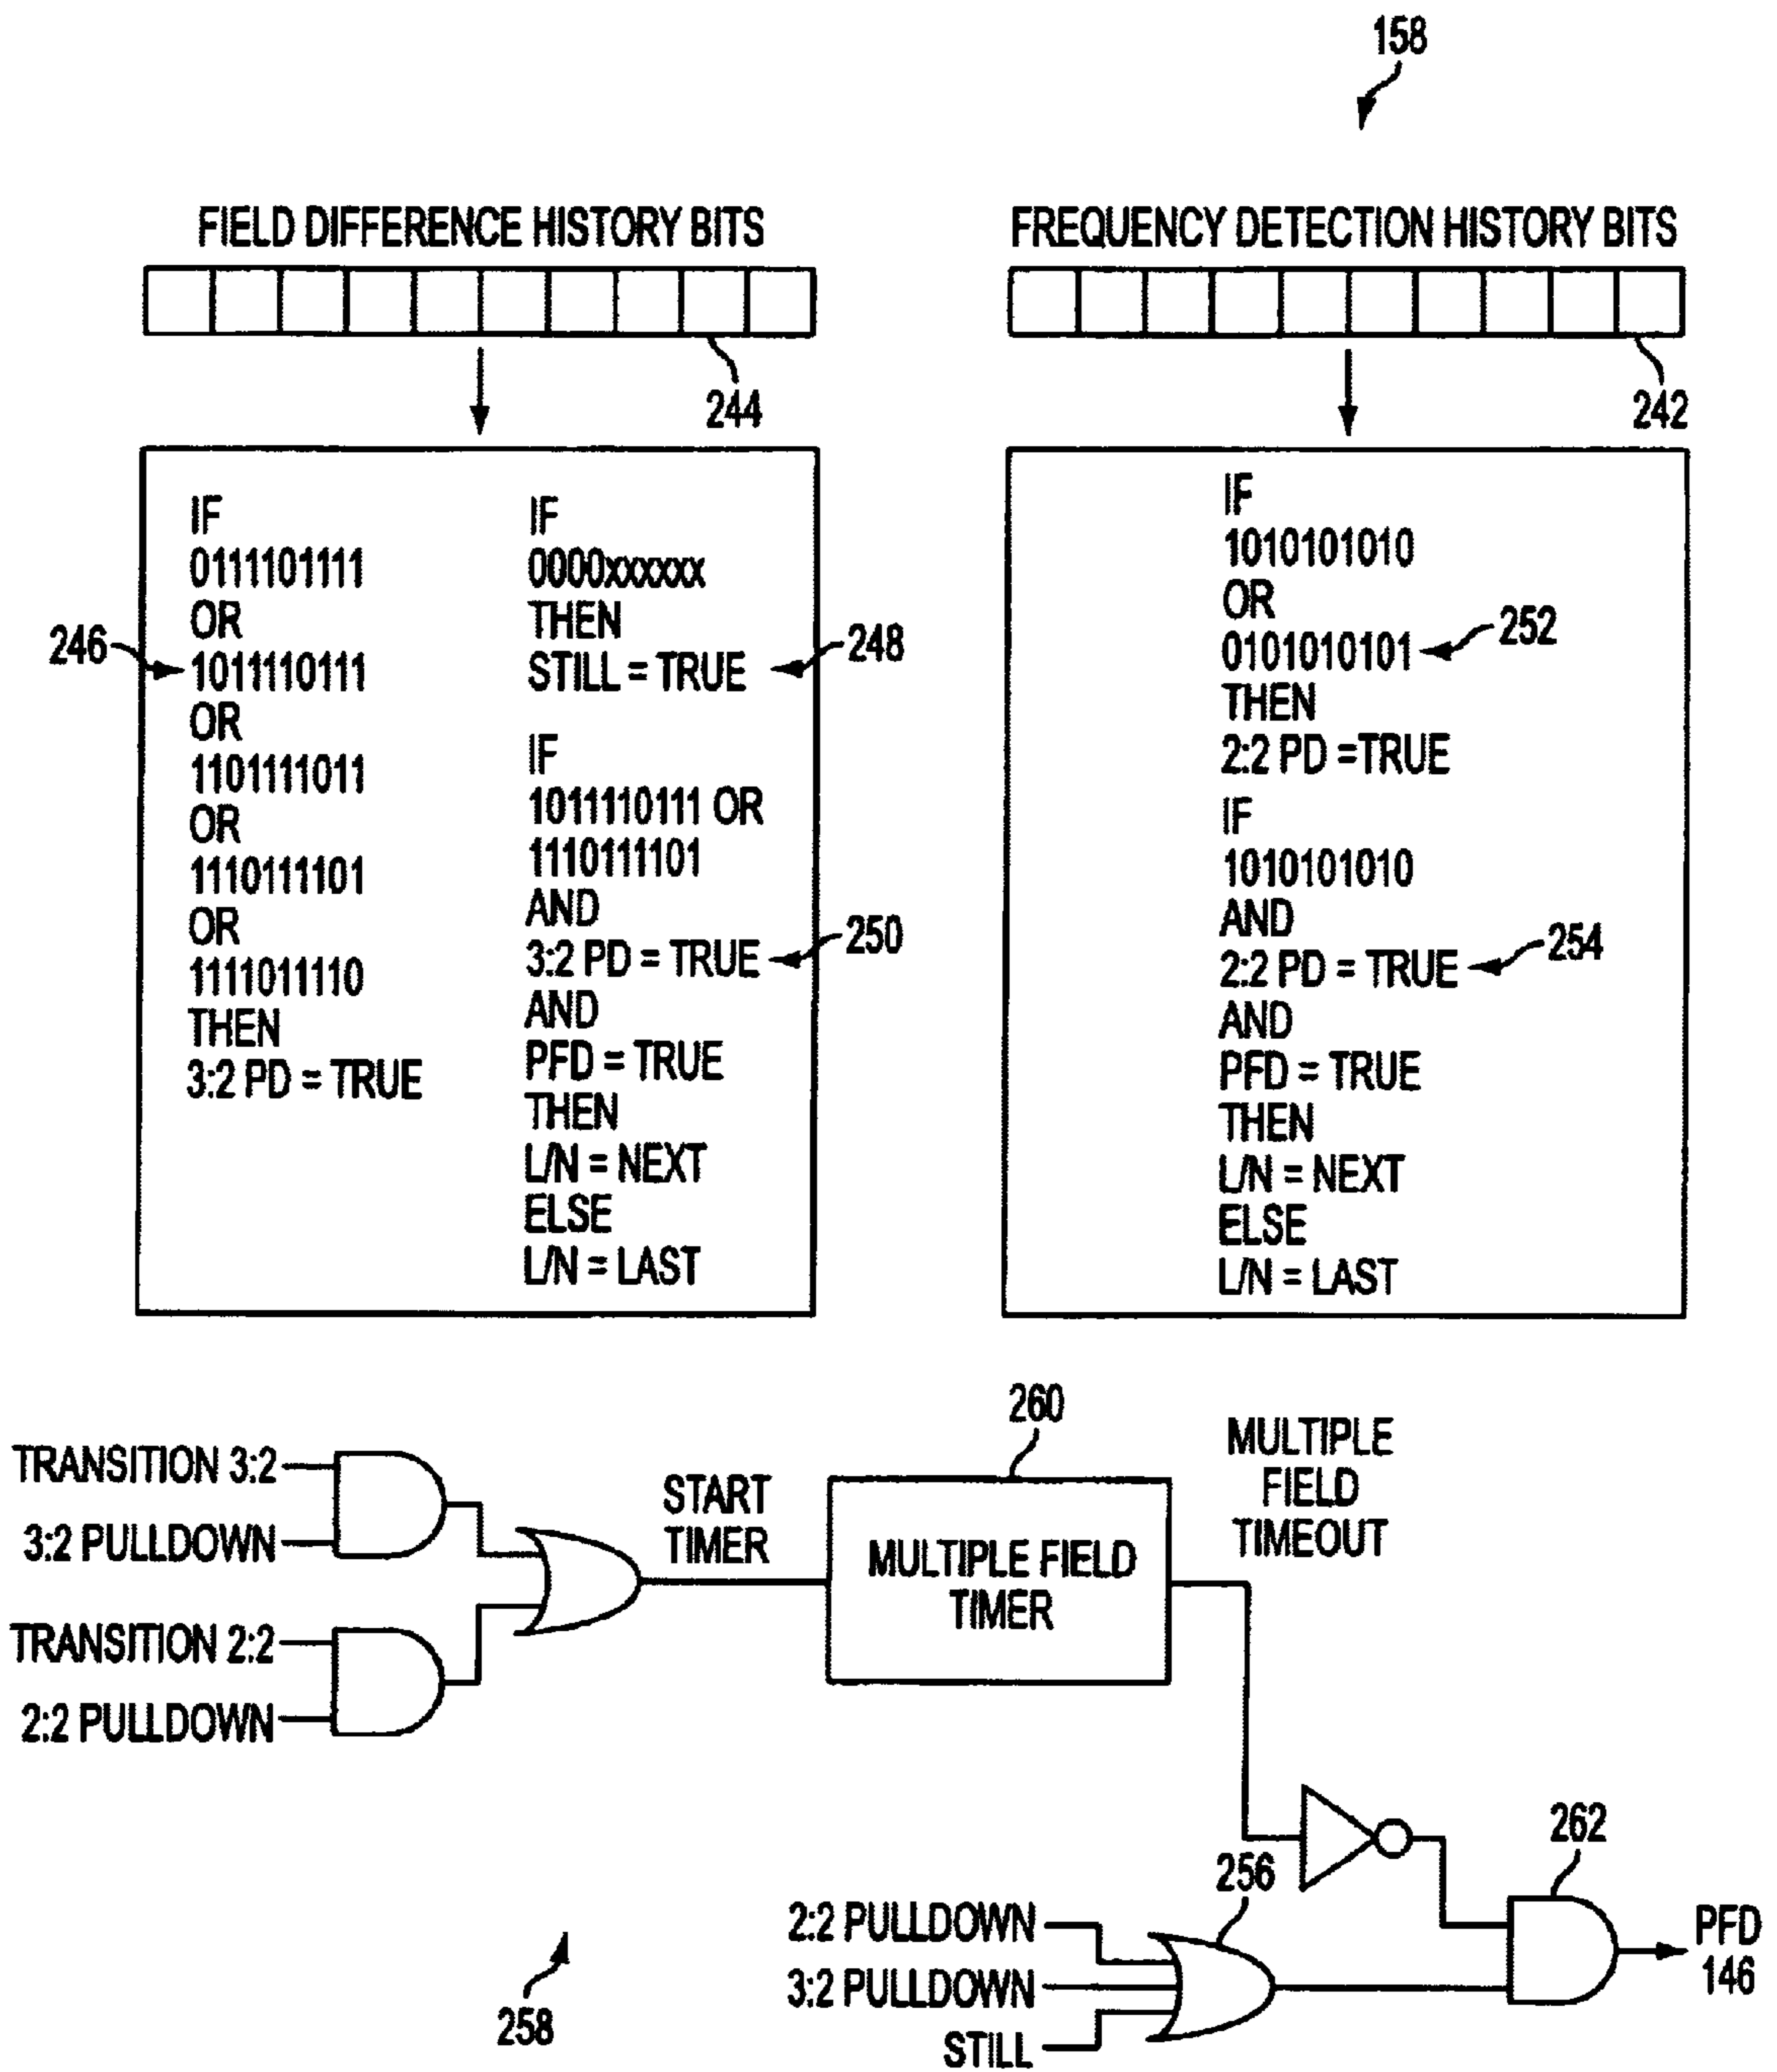 158
FIELD DIFFERENCE HISTORY BITS
244
IF
0111101111
OR
246
1011110111
OR
1101111011
OR
1110111101
OR
1111011110
THEN
3:2 PD = TRUE
IF
0000xxxxxx
THEN
STILL = TRUE
248
IF
1011110111 OR
1110111101
AND
3:2 PD = TRUE
250
AND
PFD = TRUE
THEN
L/N = NEXT
ELSE
L/N = LAST
FREQUENCY DETECTION HISTORY BITS
242
IF
1010101010
OR
0101010101
252
THEN
2:2 PD =TRUE
IF
1010101010
AND
2:2 PD = TRUE
254
AND
PFD = TRUE
THEN
L/N = NEXT
ELSE
L/N = LAST
TRANSITION 3:2
3:2 PULLDOWN
TRANSITION 2:2
2:2 PULLDOWN
START
TIMER
260
MULTIPLE FIELD
TIMER
MULTIPLE
FIELD
TIMEOUT
262
256
2:2 PULLDOWN
3:2 PULLDOWN
STILL
PFD
146
258